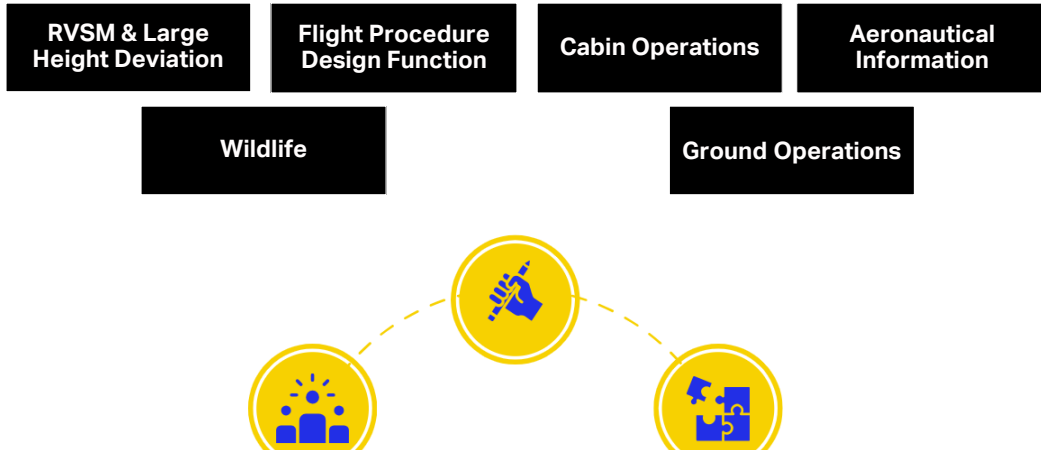 RVSM & Large
Height Deviation
Flight Procedure
Design Function
Cabin Operations
Aeronautical
Information
Wildlife
Ground Operations